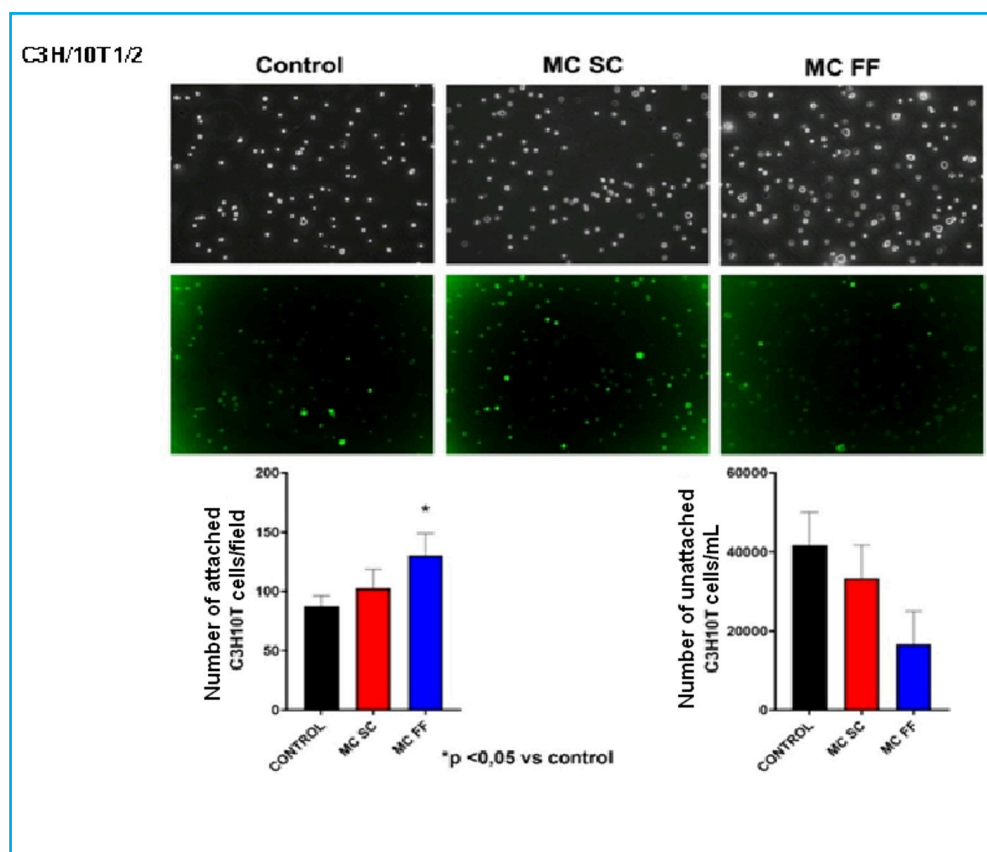 C3H/10T1/2
Control
MC SC
MC FF
Number of attached
C3H10T cells/field
200
150
100
50
0
*
CONTROL
MC SC
MC FF
*p <0,05 vs control
Number of unattached
C3H10T cells/mL
60000
40000
20000
0
CONTROL
MC SC
MC FF